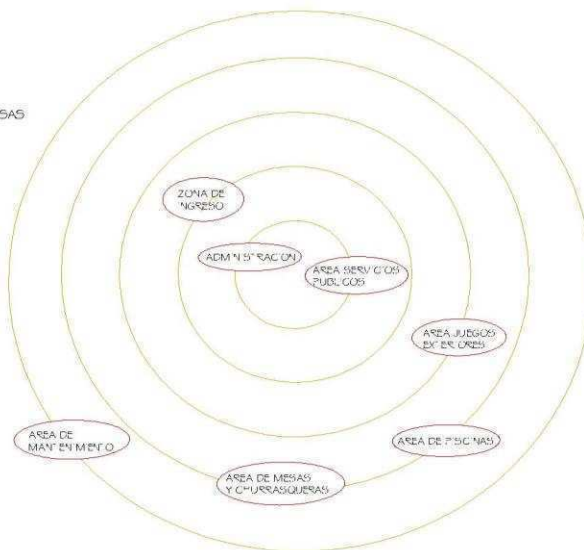 SAS
ZONA DE
INGRESO
ADMINISTRACION
AREA SERVICIOS
PUBLICOS
AREA JUEGOS
EXTERIORES
AREA DE PISCINAS
AREA DE
MANTENIMIENTO
AREA DE MESAS
Y CHURRASQUERAS